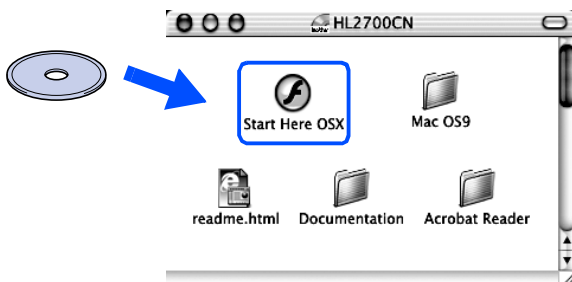 HL2700CN
Start Here OSX
Mac OS9
readme.html
Documentation
Acrobat Reader